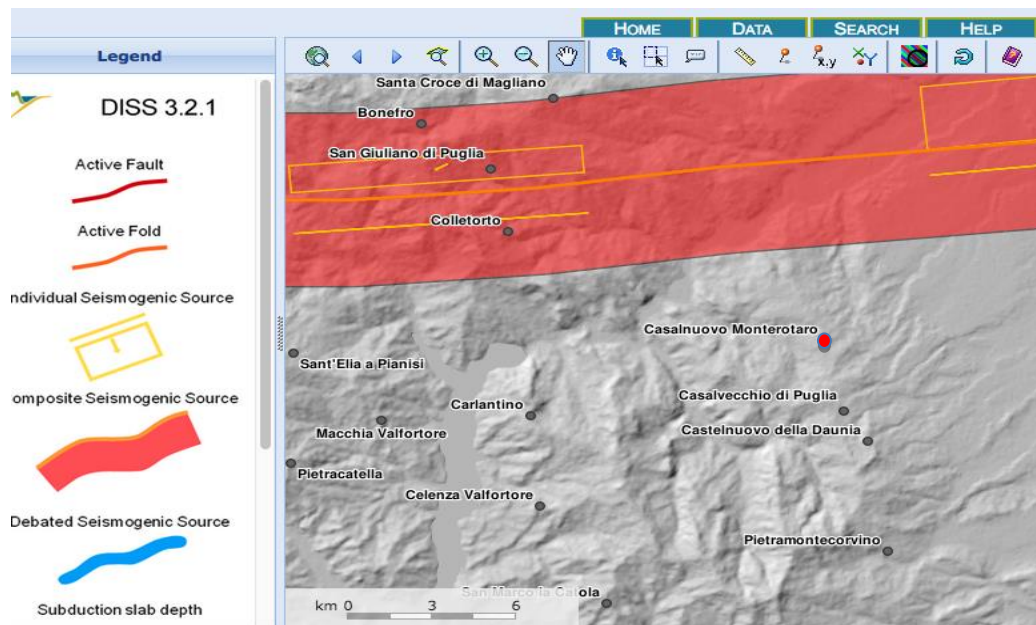 HOME DATA SEARCH HELP
Legend
x,y
X Y
DISS 3.2.1
Active Fault
Active Fold
ndividual Seismogenic Source
omposite Seismogenic Source
Debated Seismogenic Source
Subduction slab depth
Santa Croce di Magliano
Bonefro
San Giuliano di Puglia
Colletorto
Casalnuovo Monterotaro
Sant'Elia a Pianisi
Casalvecchio di Puglia
Carlantino
Macchia Valfortore
Castelnuovo della Daunia
Pietracatella
Celenza Valfortore
Pietramontecorvino
San Marco la Catola
km 0 3 6